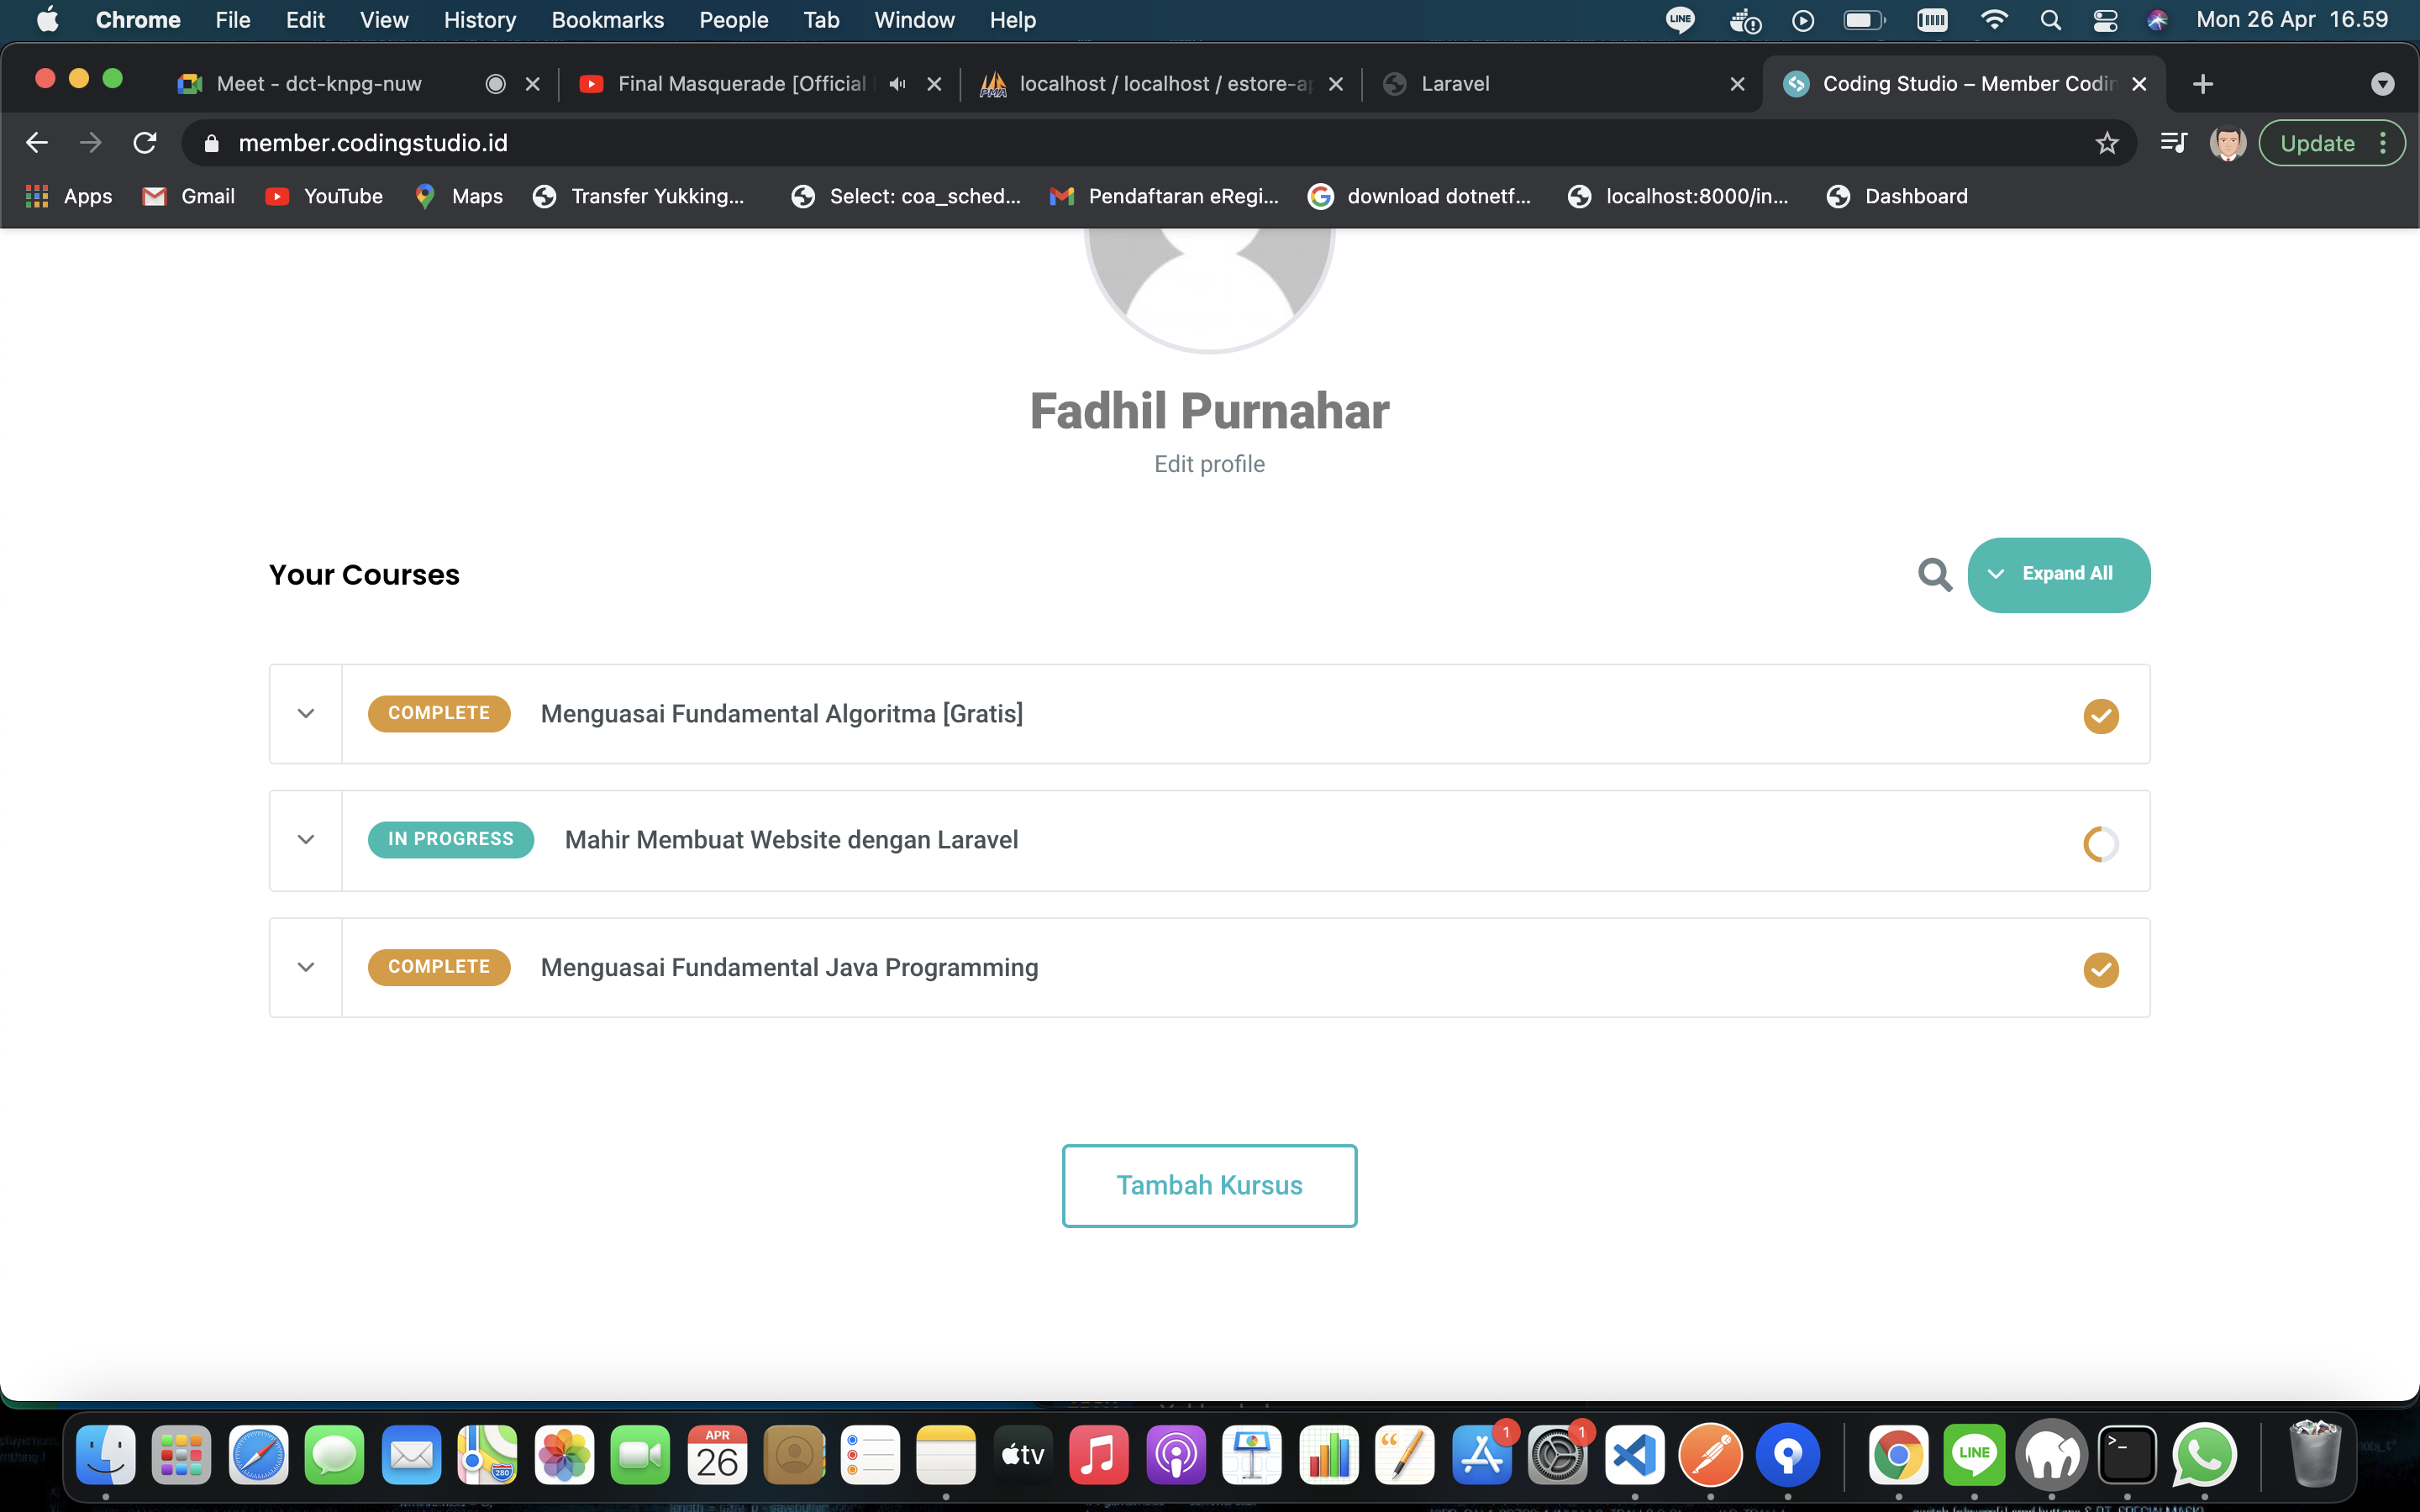 Chrome File Edit View History Bookmarks People Tab Window Help LINE Mon 26 Apr 16.59
Meet - dct-knpg-nuw Final Masquerade [Official localhost / localhost / estore-ap Laravel Coding Studio – Member Codin
member.codingstudio.id Update
Apps Gmail YouTube Maps Transfer Yukking... Select: coa_sched... Pendaftaran eRegi... download dotnetf... localhost:8000/in... Dashboard
Fadhil Purnahar
Edit profile
Your Courses Expand All
COMPLETE Menguasai Fundamental Algoritma [Gratis]
IN PROGRESS Mahir Membuat Website dengan Laravel
COMPLETE Menguasai Fundamental Java Programming
Tambah Kursus
APR
26
280
tv
1
1
LINE
>_